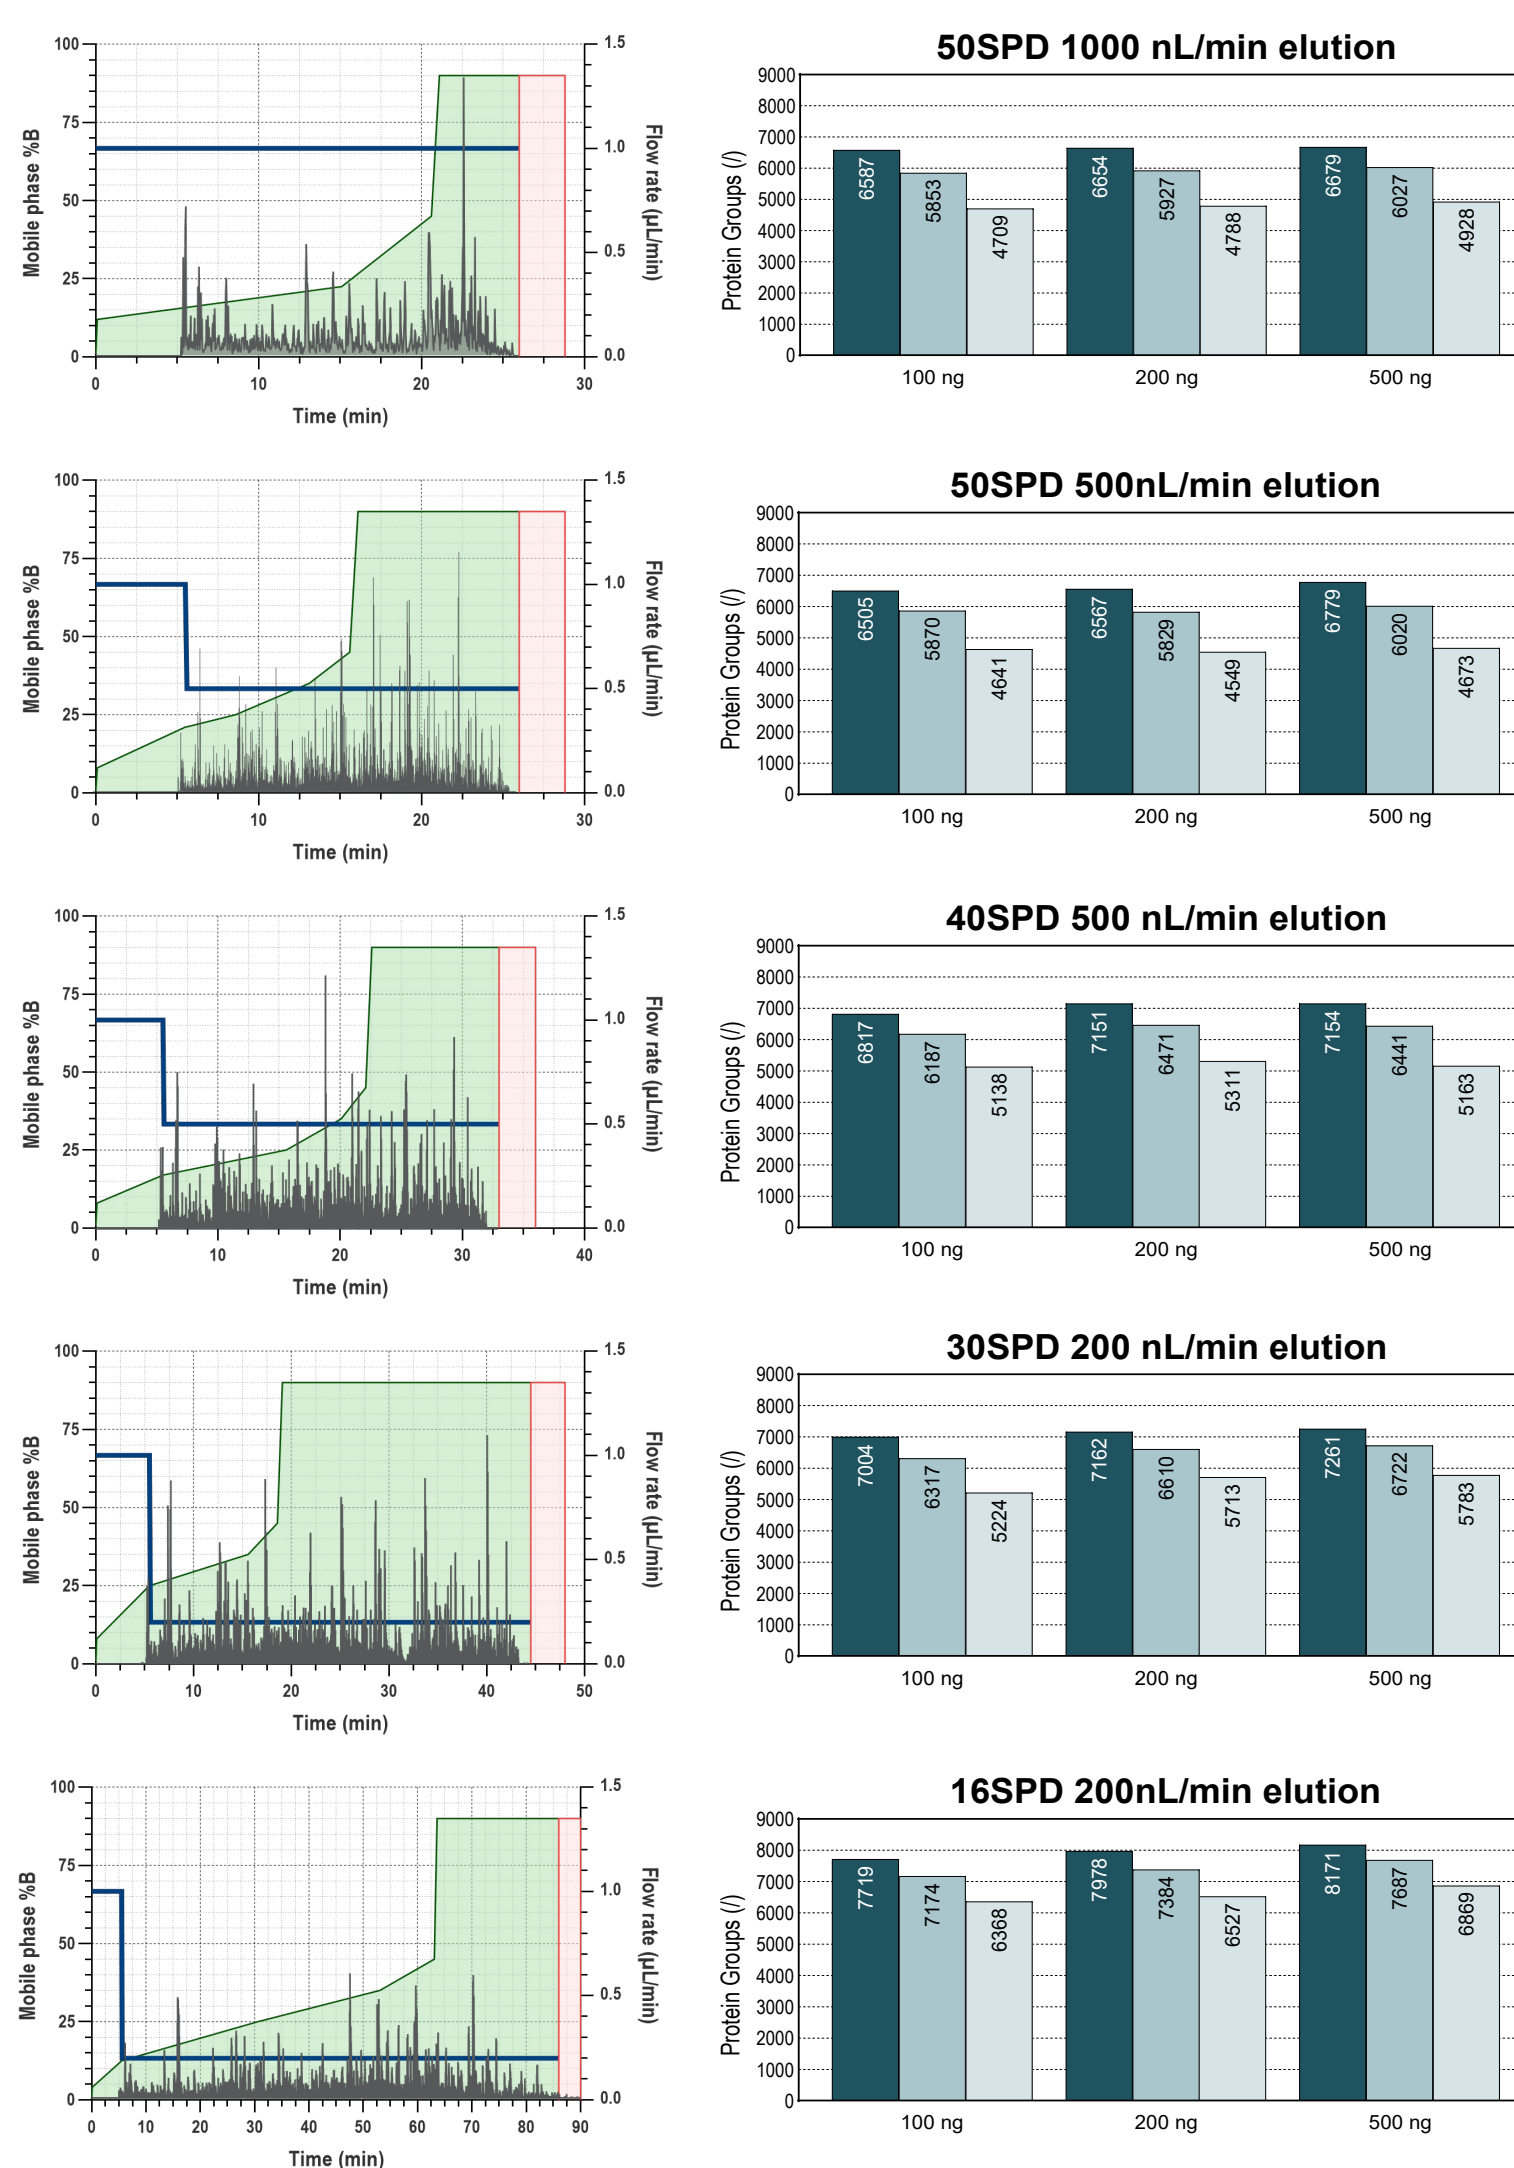 100
75
50
25
0
Mobile phase %B
1.5
1.0
0.5
0.0
Flow rate (µL/min)
0 10 20 30
Time (min)
50SPD 1000 nL/min elution
9000
8000
7000
6000
5000
4000
3000
2000
1000
0
Protein Groups (/)
6587 5853 4709 6654 5927 4788 6679 6027 4928
100 ng 200 ng 500 ng
100
75
50
25
0
Mobile phase %B
1.5
1.0
0.5
0.0
Flow rate (µL/min)
0 10 20 30
Time (min)
50SPD 500nL/min elution
9000
8000
7000
6000
5000
4000
3000
2000
1000
0
Protein Groups (/)
6505 5870 4641 6567 5829 4549 6779 6020 4673
100 ng 200 ng 500 ng
100
75
50
25
0
Mobile phase %B
1.5
1.0
0.5
0.0
Flow rate (µL/min)
0 10 20 30 40
Time (min)
40SPD 500 nL/min elution
9000
8000
7000
6000
5000
4000
3000
2000
1000
0
Protein Groups (/)
6817 6187 5138 7151 6471 5311 7154 6441 5163
100 ng 200 ng 500 ng
100
75
50
25
0
Mobile phase %B
1.5
1.0
0.5
0.0
Flow rate (µL/min)
0 10 20 30 40 50
Time (min)
30SPD 200 nL/min elution
9000
8000
7000
6000
5000
4000
3000
2000
1000
0
Protein Groups (/)
7004 6317 5224 7162 6610 5713 7261 6722 5783
100 ng 200 ng 500 ng
100
75
50
25
0
Mobile phase %B
1.5
1.0
0.5
0.0
Flow rate (µL/min)
0 10 20 30 40 50 60 70 80 90
Time (min)
16SPD 200nL/min elution
9000
8000
7000
6000
5000
4000
3000
2000
1000
0
Protein Groups (/)
7719 7174 6368 7978 7384 6527 8171 7687 6869
100 ng 200 ng 500 ng